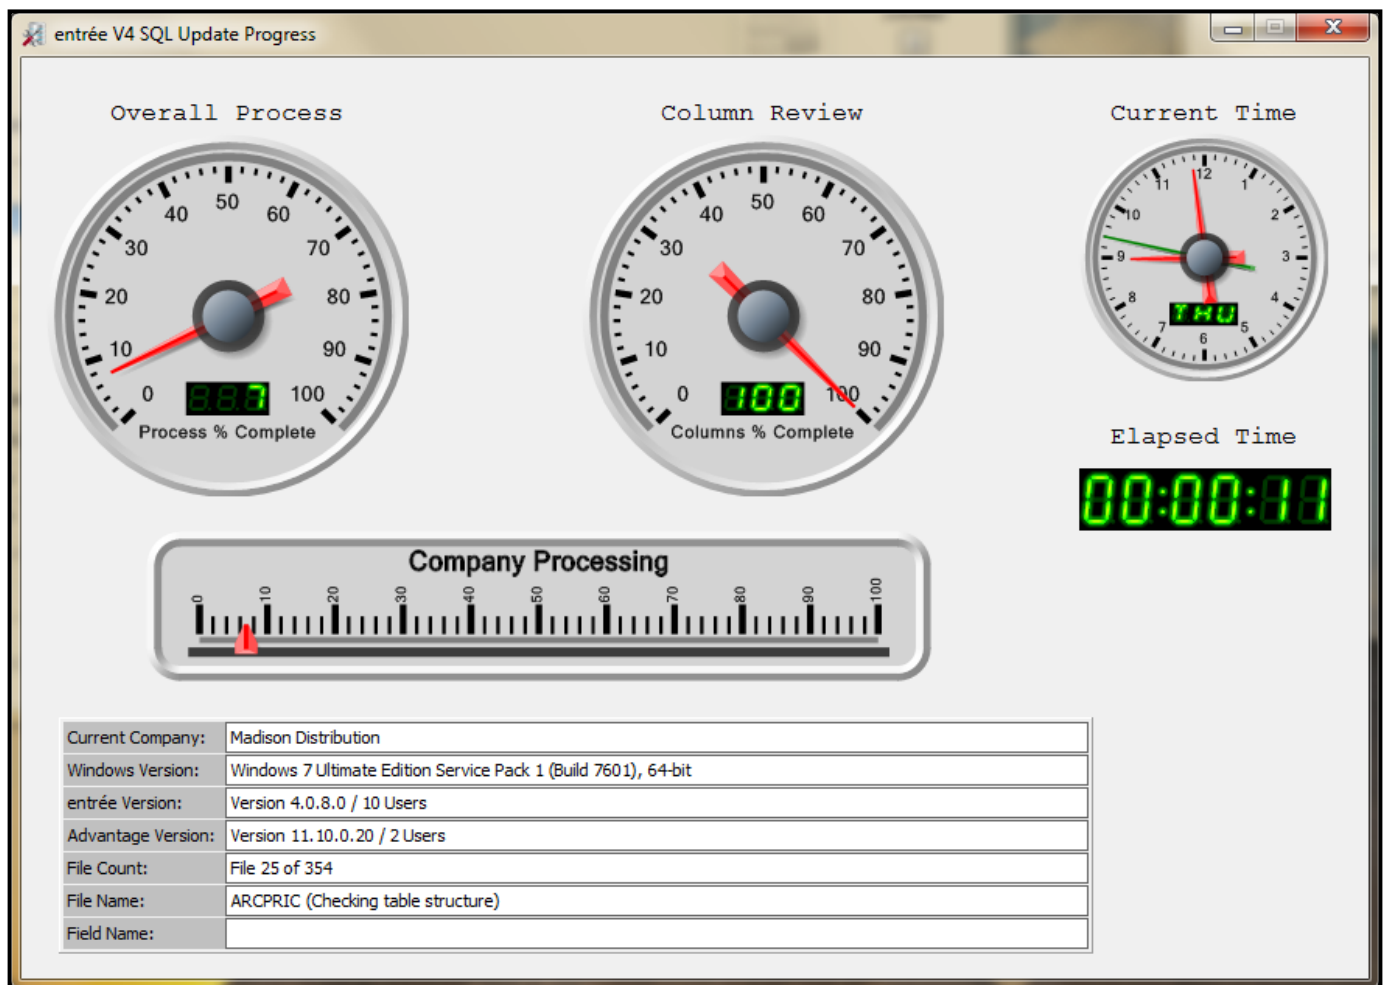 entrée V4 SQL Update Progress
Overall Process
0
10
20
30
40
50
60
70
80
90
100
7
Process % Complete
Column Review
0
10
20
30
40
50
60
70
80
90
100
100
Columns % Complete
Current Time
12
1
2
3
4
5
6
7
8
9
10
11
THU
Elapsed Time
00:00:11
Company Processing
0 10 20 30 40 50 60 70 80 90 100
Current Company: Madison Distribution
Windows Version: Windows 7 Ultimate Edition Service Pack 1 (Build 7601), 64-bit
entrée Version: Version 4.0.8.0 / 10 Users
Advantage Version: Version 11.10.0.20 / 2 Users
File Count: File 25 of 354
File Name: ARCPRIC (Checking table structure)
Field Name: